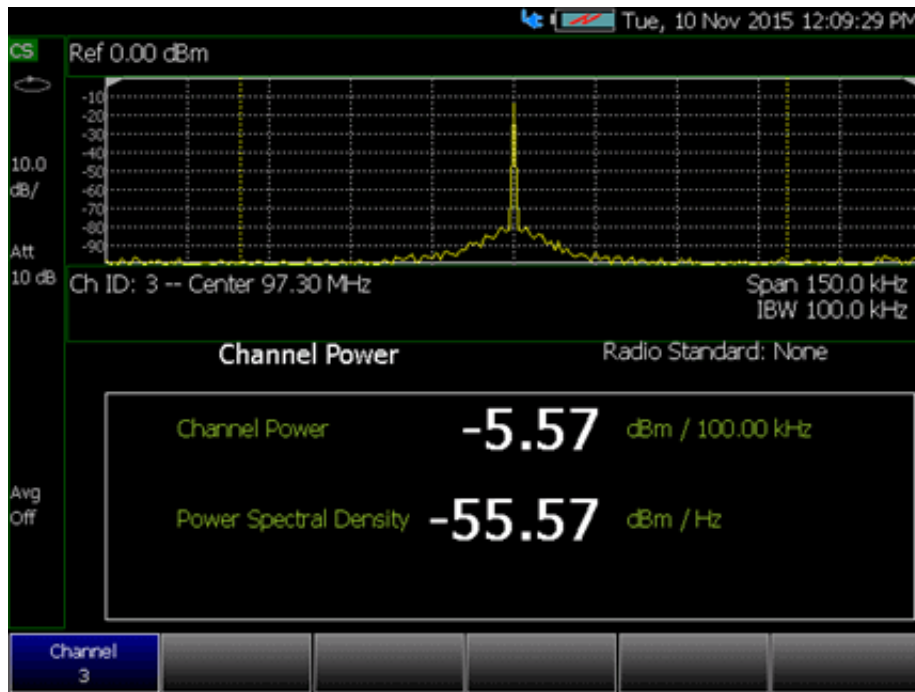 Tue, 10 Nov 2015 12:09:29 PM
CS
Ref 0.00 dBm
-10
-20
-30
-40
-50
-60
-70
-80
-90
10.0
dB/
Att
10 dB
Ch ID: 3 -- Center 97.30 MHz
Span 150.0 kHz
IBW 100.0 kHz
Channel Power
Radio Standard: None
Channel Power -5.57 dBm / 100.00 kHz
Avg
Off
Power Spectral Density -55.57 dBm / Hz
Channel
3